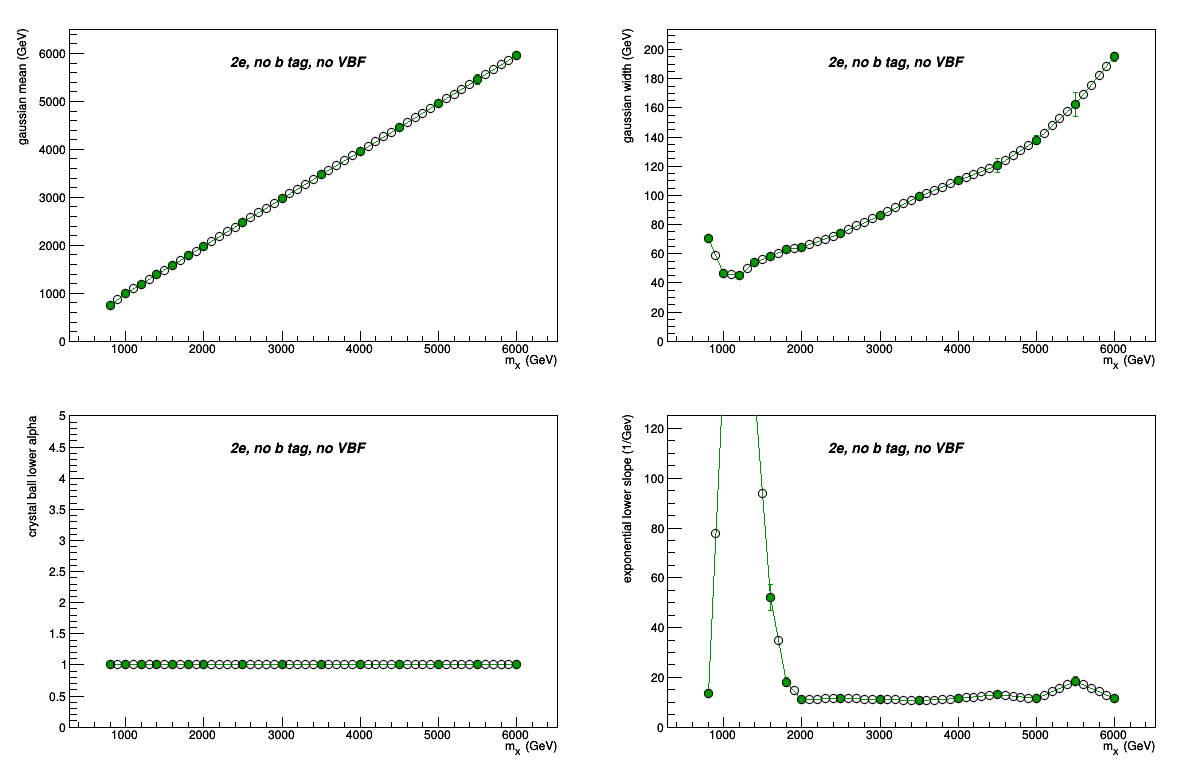 gaussian mean (GeV)
2e, no b tag, no VBF
6000
5000
4000
3000
2000
1000
0
1000 2000 3000 4000 5000 6000
mx (GeV)
gaussian width (GeV)
2e, no b tag, no VBF
200
180
160
140
120
100
80
60
40
20
0
1000 2000 3000 4000 5000 6000
mx (GeV)
crystal ball lower alpha
2e, no b tag, no VBF
5
4.5
4
3.5
3
2.5
2
1.5
1
0.5
0
1000 2000 3000 4000 5000 6000
mx (GeV)
exponential lower slope (1/Gev)
2e, no b tag, no VBF
120
100
80
60
40
20
0
1000 2000 3000 4000 5000 6000
mx (GeV)